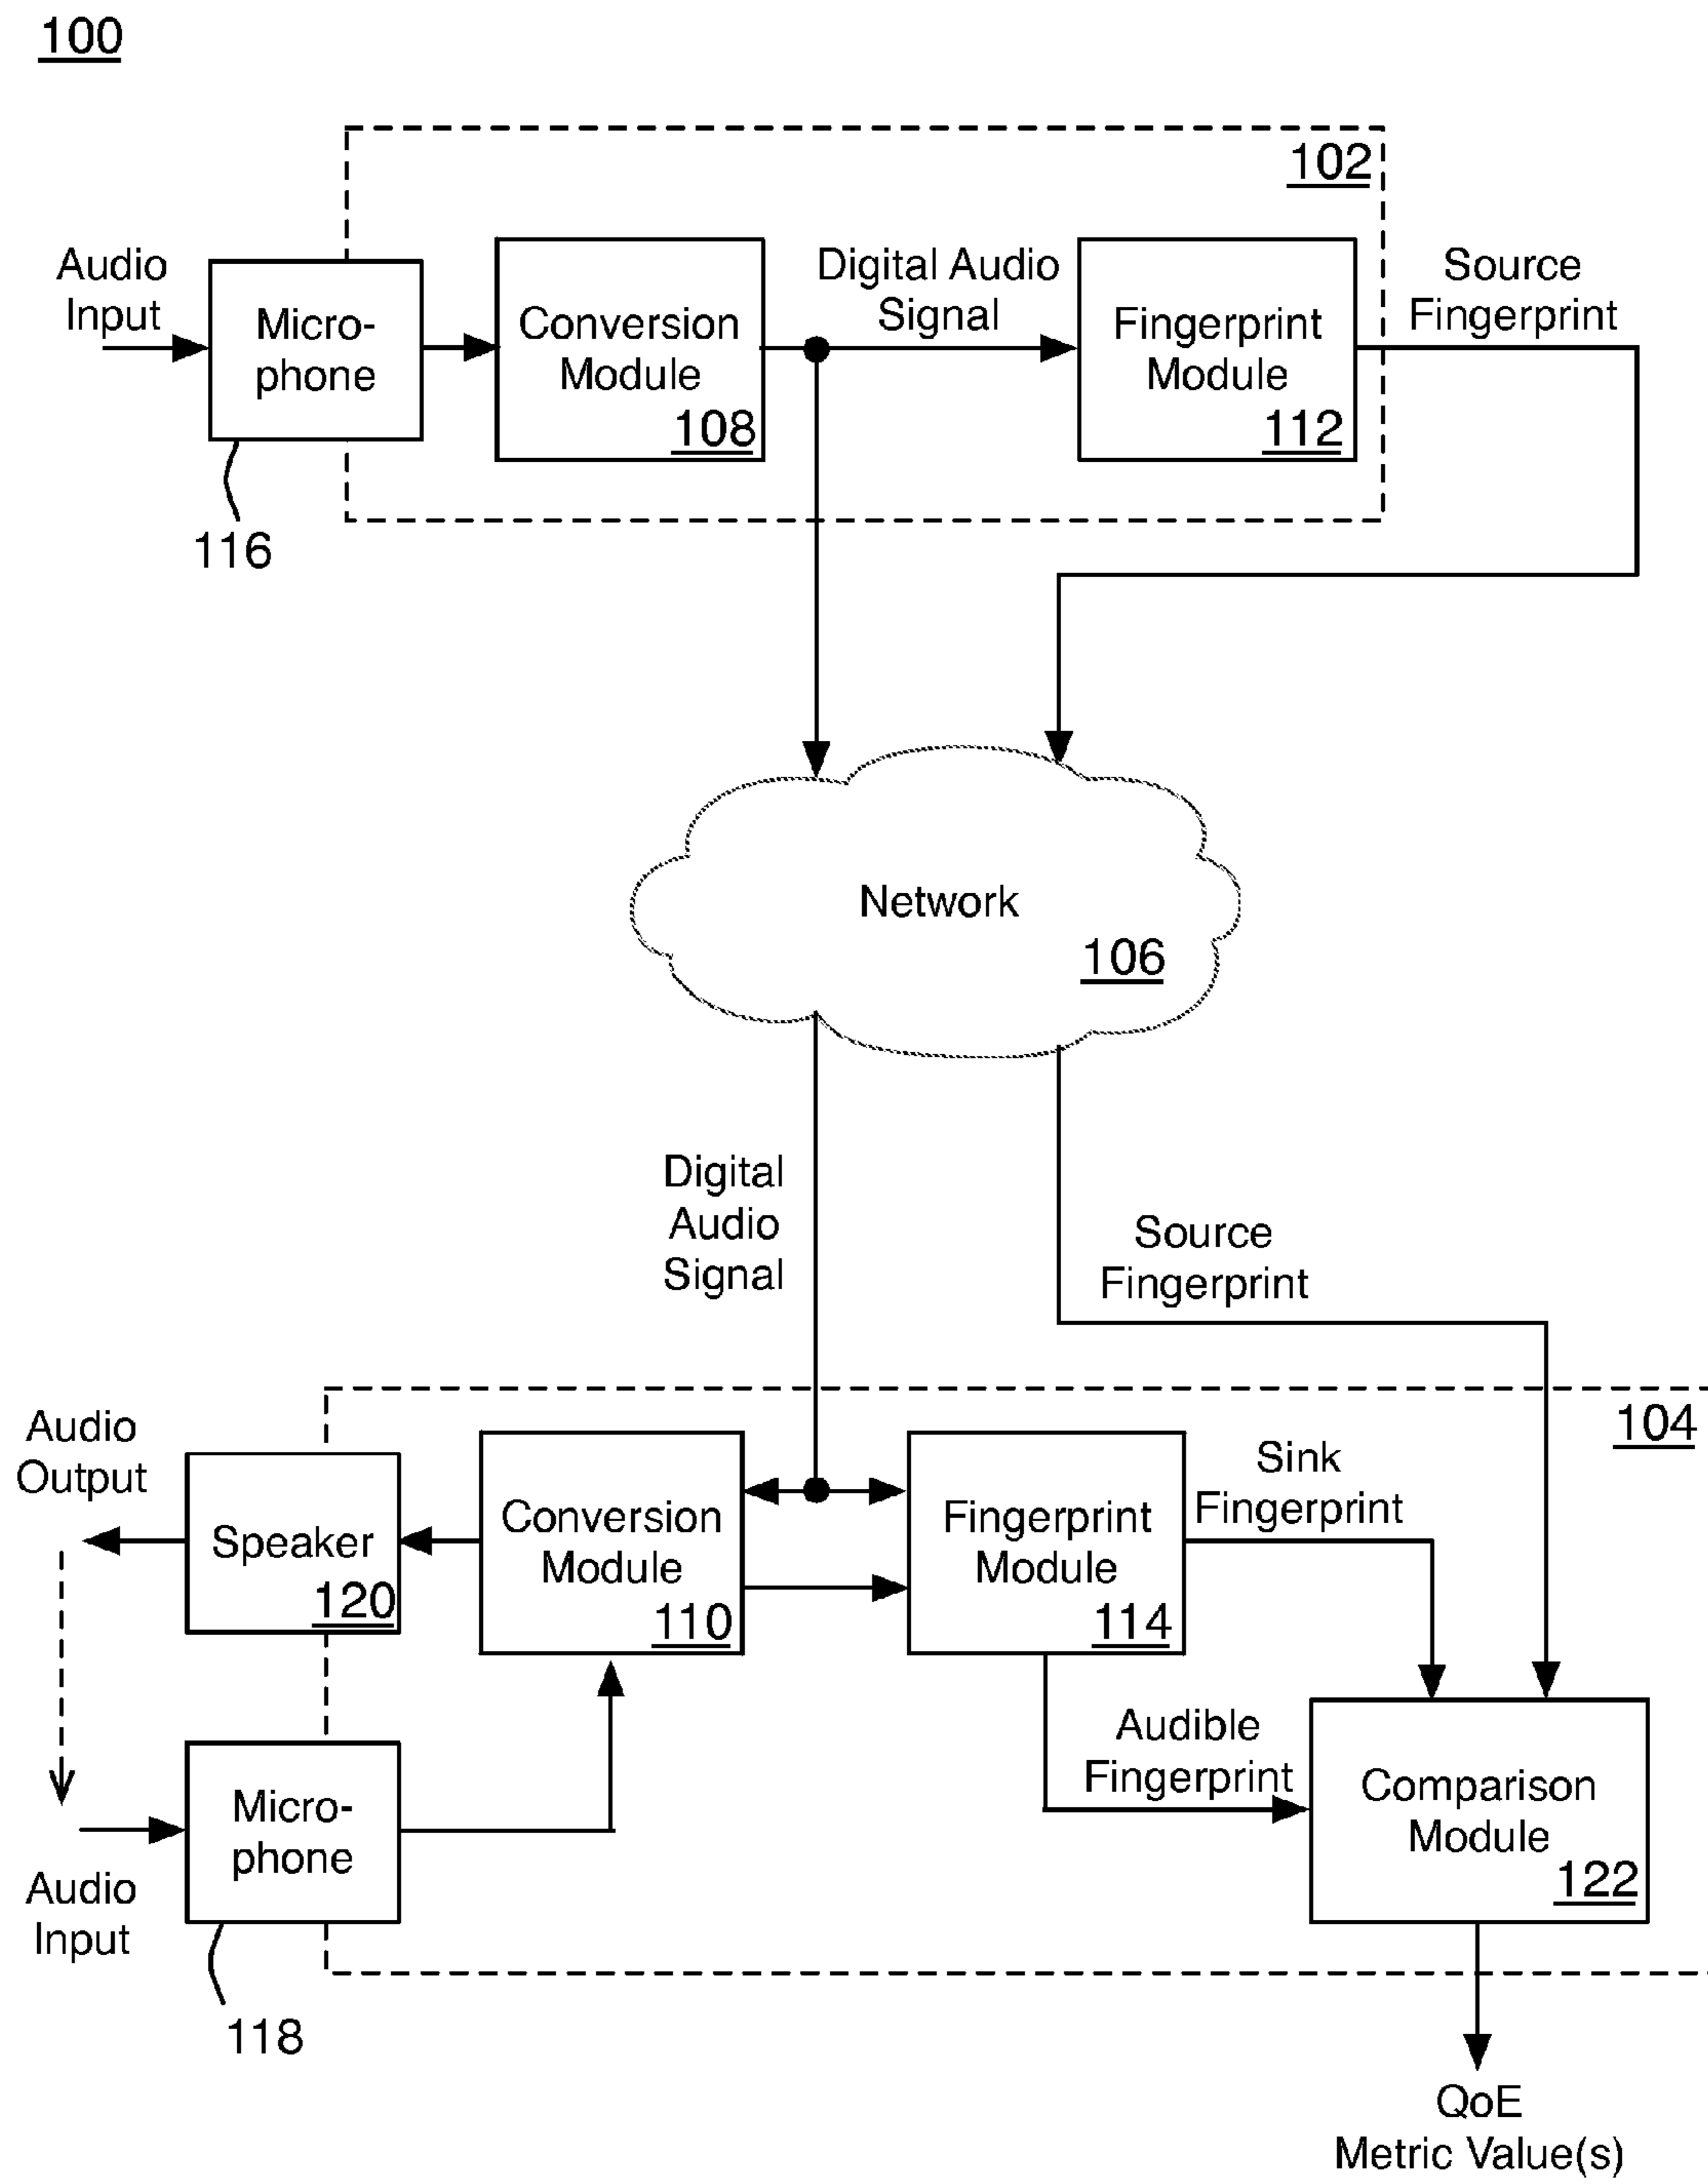 100
102
Audio
Input
Micro-
phone
116
Conversion
Module
108
Digital Audio
Signal
Fingerprint
Module
112
Source
Fingerprint
Network
106
Digital
Audio
Signal
Source
Fingerprint
104
Audio
Output
Speaker
120
Conversion
Module
110
Fingerprint
Module
114
Sink
Fingerprint
Audible
Fingerprint
Audio
Input
Micro-
phone
118
Comparison
Module
122
QoE
Metric Value(s)